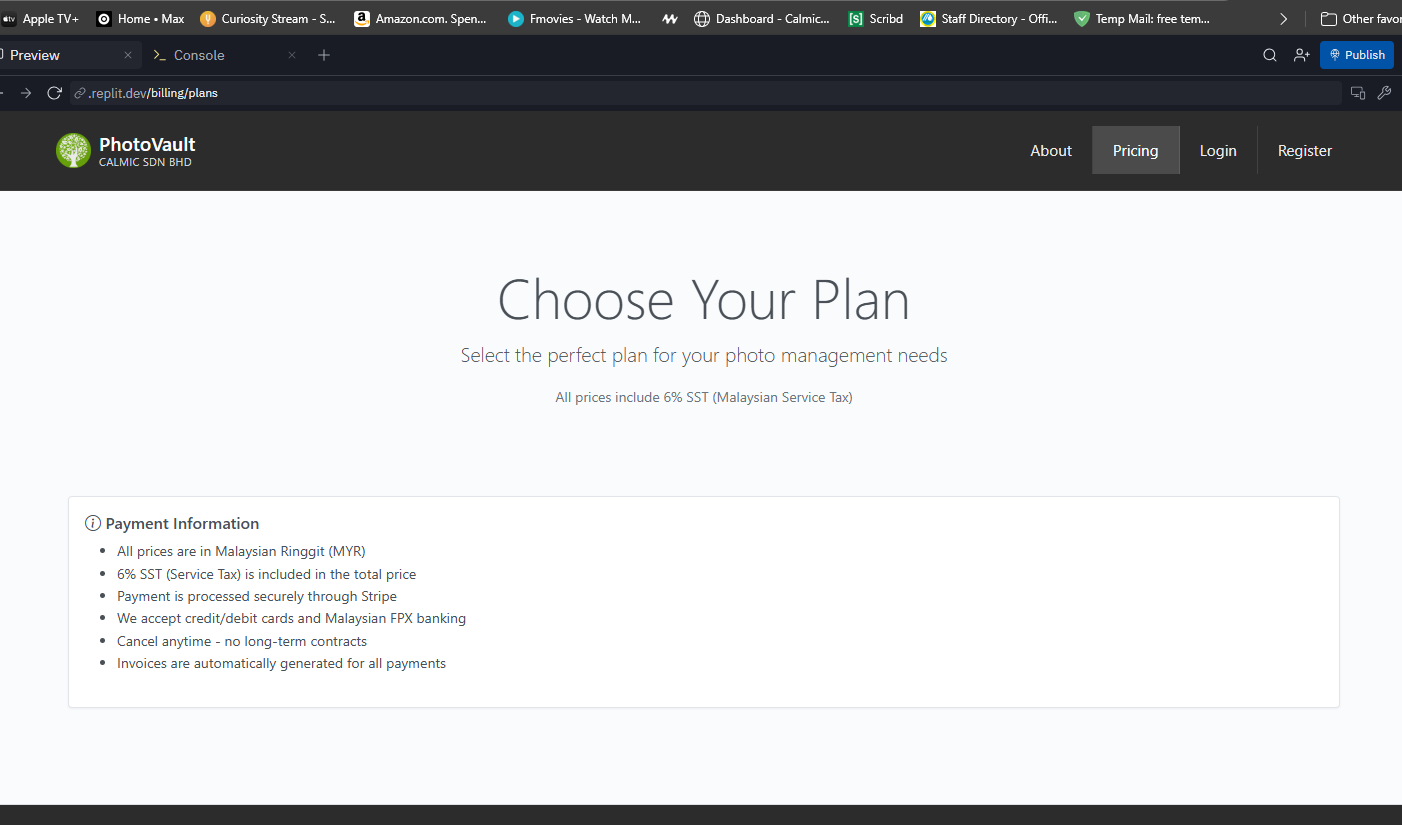 Apple TV+ Home • Max Curiosity Stream - S... Amazon.com. Spen... Fmovies - Watch M... Dashboard - Calmic... Scribd Staff Directory - Offi... Temp Mail: free tem... Other favor
Preview Console Publish
.replit.dev/billing/plans
PhotoVault
CALMIC SDN BHD
About Pricing Login Register
Choose Your Plan
Select the perfect plan for your photo management needs
All prices include 6% SST (Malaysian Service Tax)
Payment Information
• All prices are in Malaysian Ringgit (MYR)
• 6% SST (Service Tax) is included in the total price
• Payment is processed securely through Stripe
• We accept credit/debit cards and Malaysian FPX banking
• Cancel anytime - no long-term contracts
• Invoices are automatically generated for all payments